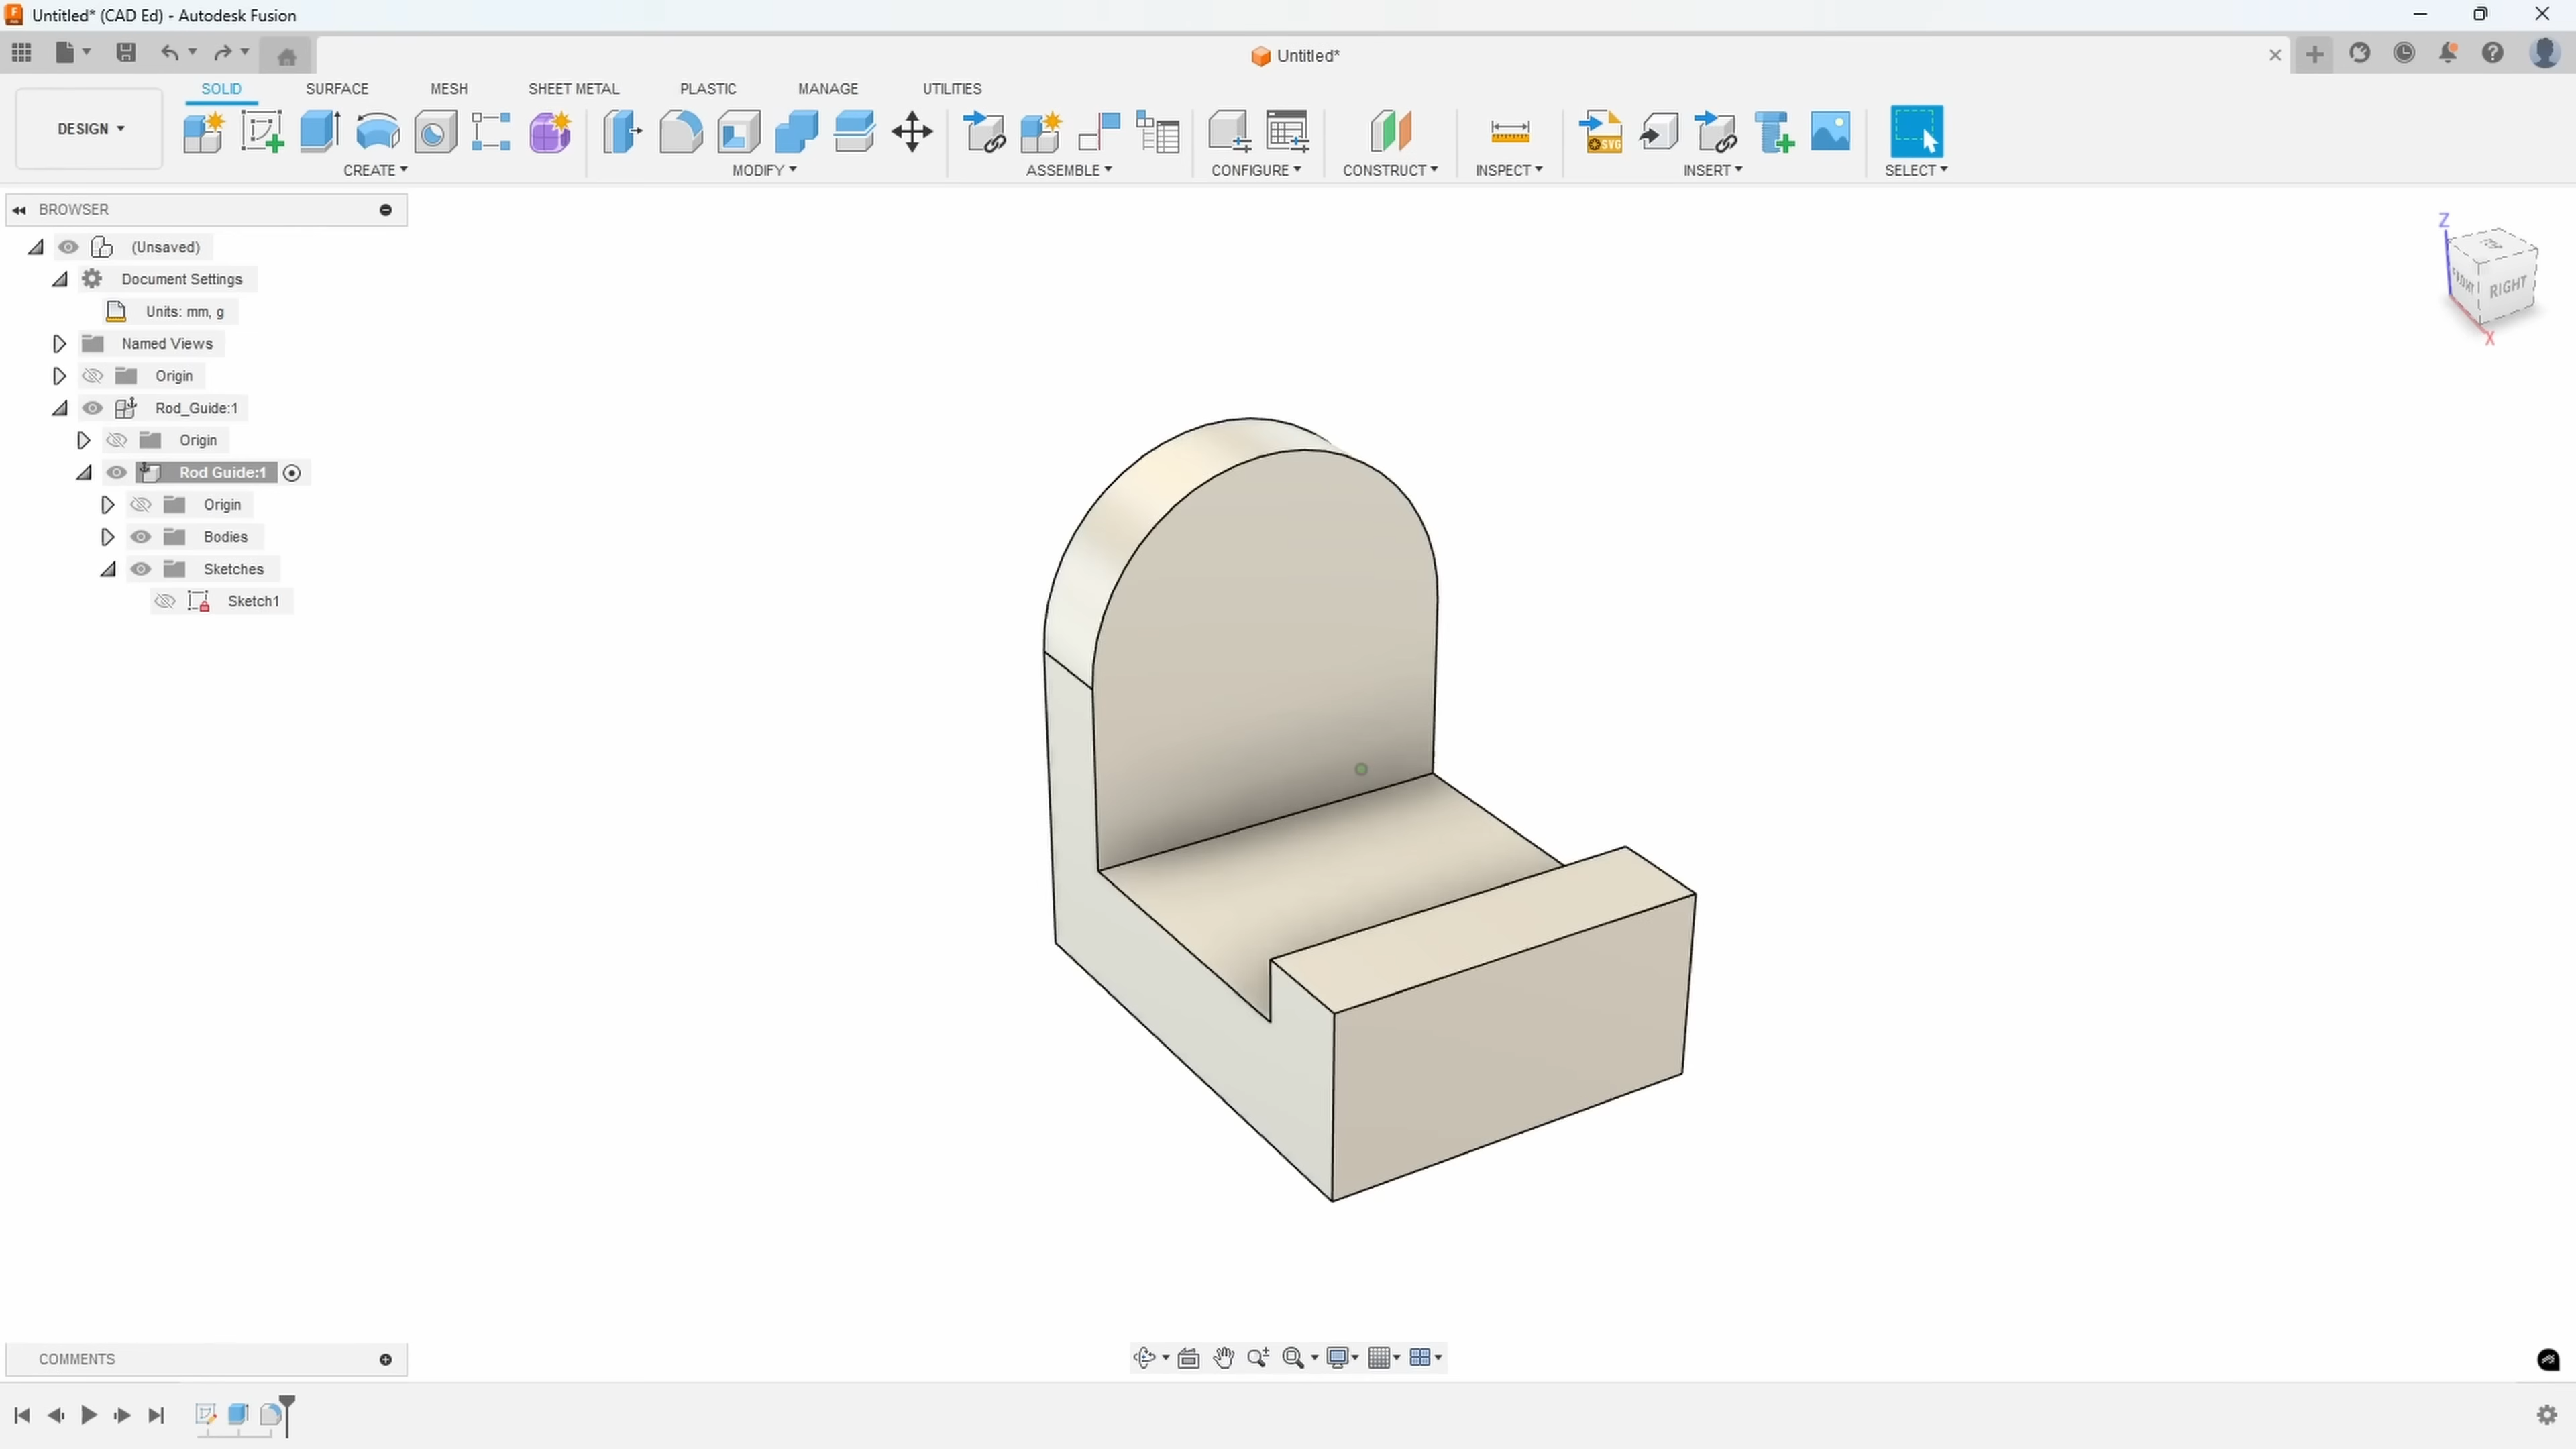 Untitled* (CAD Ed) - Autodesk Fusion
Untitled*
SOLID SURFACE MESH SHEET METAL PLASTIC MANAGE UTILITIES
DESIGN
SVG
CREATE MODIFY ASSEMBLE CONFIGURE CONSTRUCT INSPECT INSERT SELECT
BROWSER
(Unsaved)
Document Settings
Units: mm, g
Named Views
Origin
Rod_Guide:1
Origin
Rod Guide:1
Origin
Bodies
Sketches
Sketch1
Z
FRONT RIGHT
X
COMMENTS